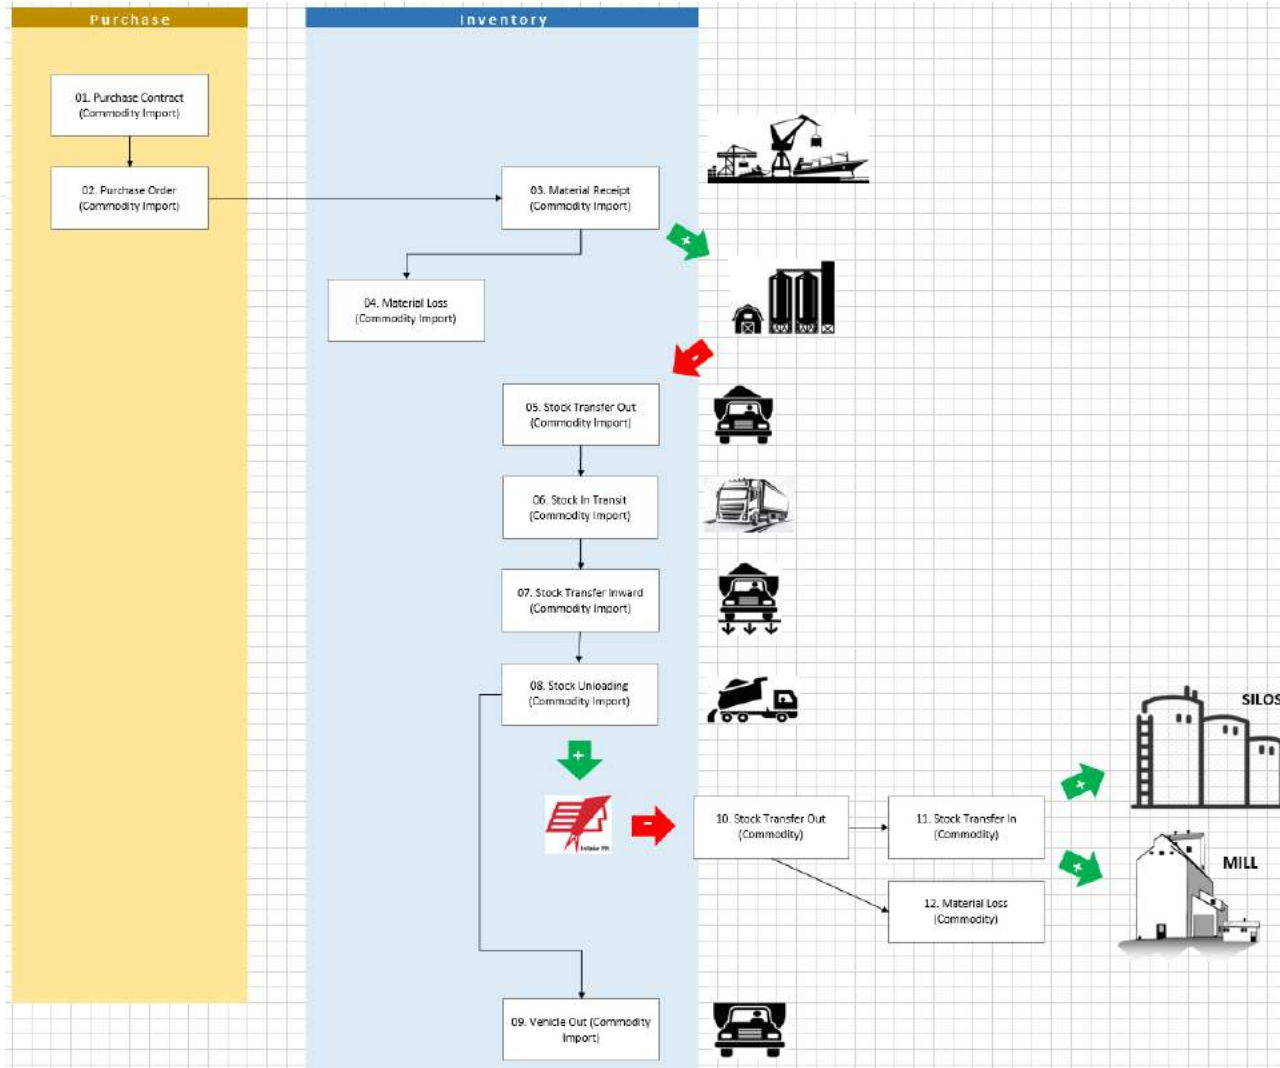 Purchase
Inventory
01. Purchase Contract
(Commodity Import)
02. Purchase Order
(Commodity Import)
03. Material Receipt
(Commodity Import)
+
04. Material Loss
(Commodity Import)
-
05. Stock Transfer Out
(Commodity Import)
06. Stock In Transit
(Commodity Import)
07. Stock Transfer Inward
(Commodity Import)
08. Stock Unloading
(Commodity Import)
+
Intake Pit
-
10. Stock Transfer Out
(Commodity)
11. Stock Transfer In
(Commodity)
+
SILOS
+
MILL
12. Material Loss
(Commodity)
09. Vehicle Out (Commodity
Import)